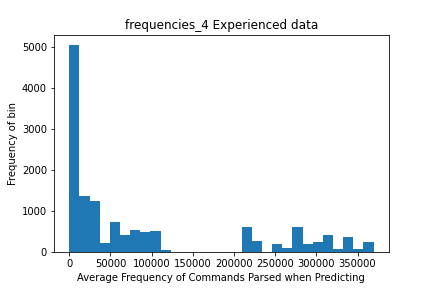 frequencies_4 Experienced data
Frequency of bin
5000
4000
3000
2000
1000
0
0 50000 100000 150000 200000 250000 300000 350000
Average Frequency of Commands Parsed when Predicting